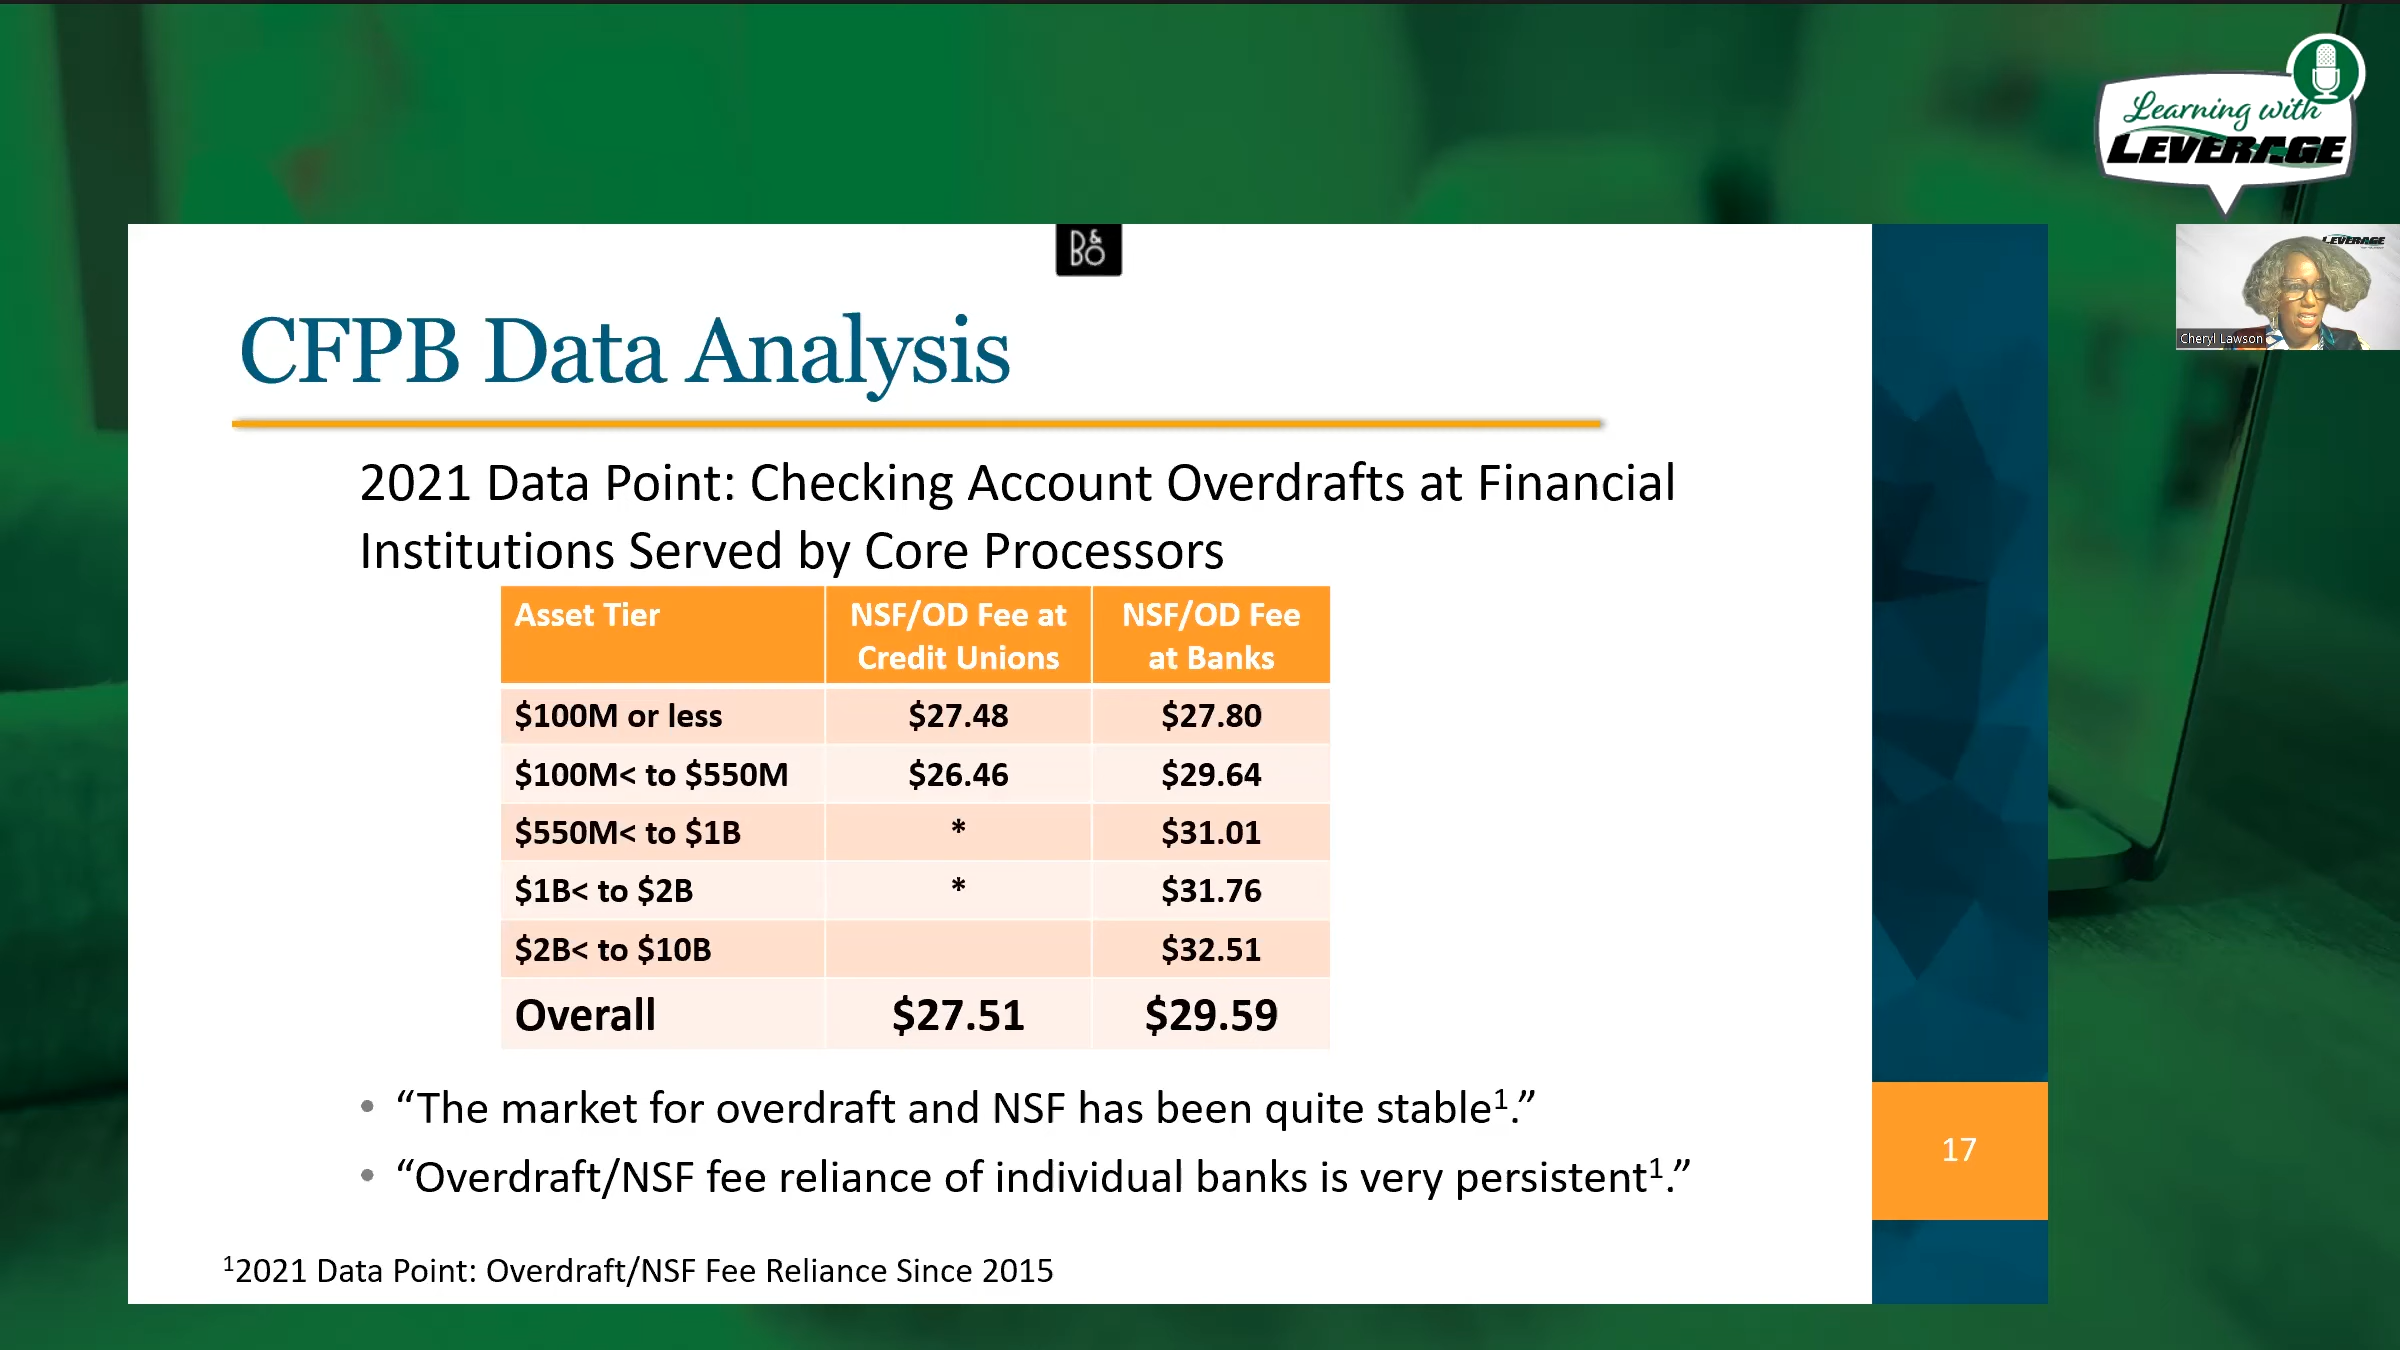 Learning with
LEVERAGE
B&O
LEVERAGE
Cheryl Lawson
CFPB Data Analysis
2021 Data Point: Checking Account Overdrafts at Financial
Institutions Served by Core Processors
Asset Tier NSF/OD Fee at Credit Unions NSF/OD Fee at Banks
$100M or less $27.48 $27.80
$100M< to $550M $26.46 $29.64
$550M< to $1B * $31.01
$1B< to $2B * $31.76
$2B< to $10B $32.51
Overall $27.51 $29.59
• “The market for overdraft and NSF has been quite stable¹.”
• “Overdraft/NSF fee reliance of individual banks is very persistent¹.”
17
¹2021 Data Point: Overdraft/NSF Fee Reliance Since 2015